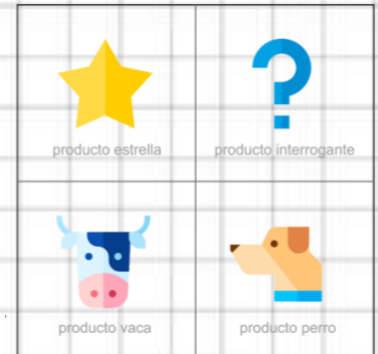 producto estrella
producto interrogante
producto vaca
producto perro